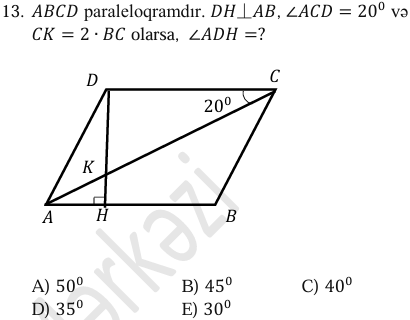 13. ABCD paraleloqramdır. DH⊥AB, ∠ACD = 20⁰ və
CK = 2 · BC olarsa, ∠ADH =?
D C
20⁰
K
A H B
A) 50⁰ B) 45⁰ C) 40⁰
D) 35⁰ E) 30⁰